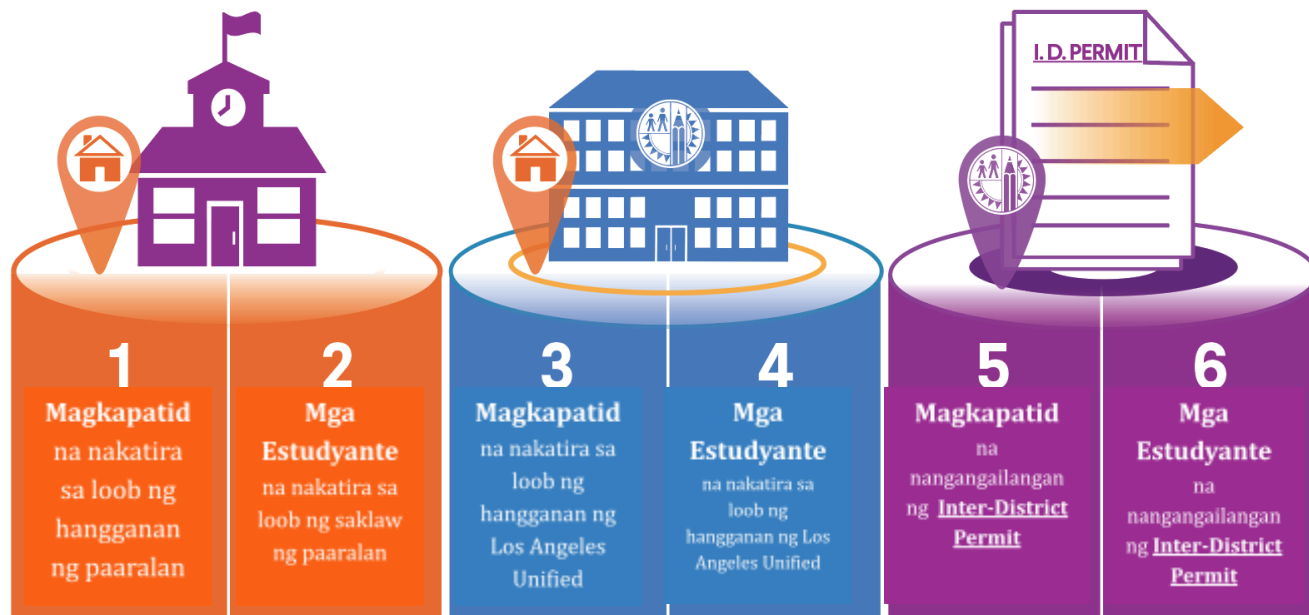 I.D. PERMIT
1
Magkapatid
na nakatira
sa loob ng
hangganan
ng paaralan
2
Mga
Estudyante
na nakatira sa
loob ng saklaw
ng paaralan
3
Magkapatid
na nakatira sa
loob ng
hangganan ng
Los Angeles
Unified
4
Mga
Estudyante
na nakatira sa
loob ng
hangganan ng Los
Angeles Unified
5
Magkapatid
na
nangangailangan
ng Inter-District
Permit
6
Mga
Estudyante
na
nangangailangan
ng Inter-District
Permit